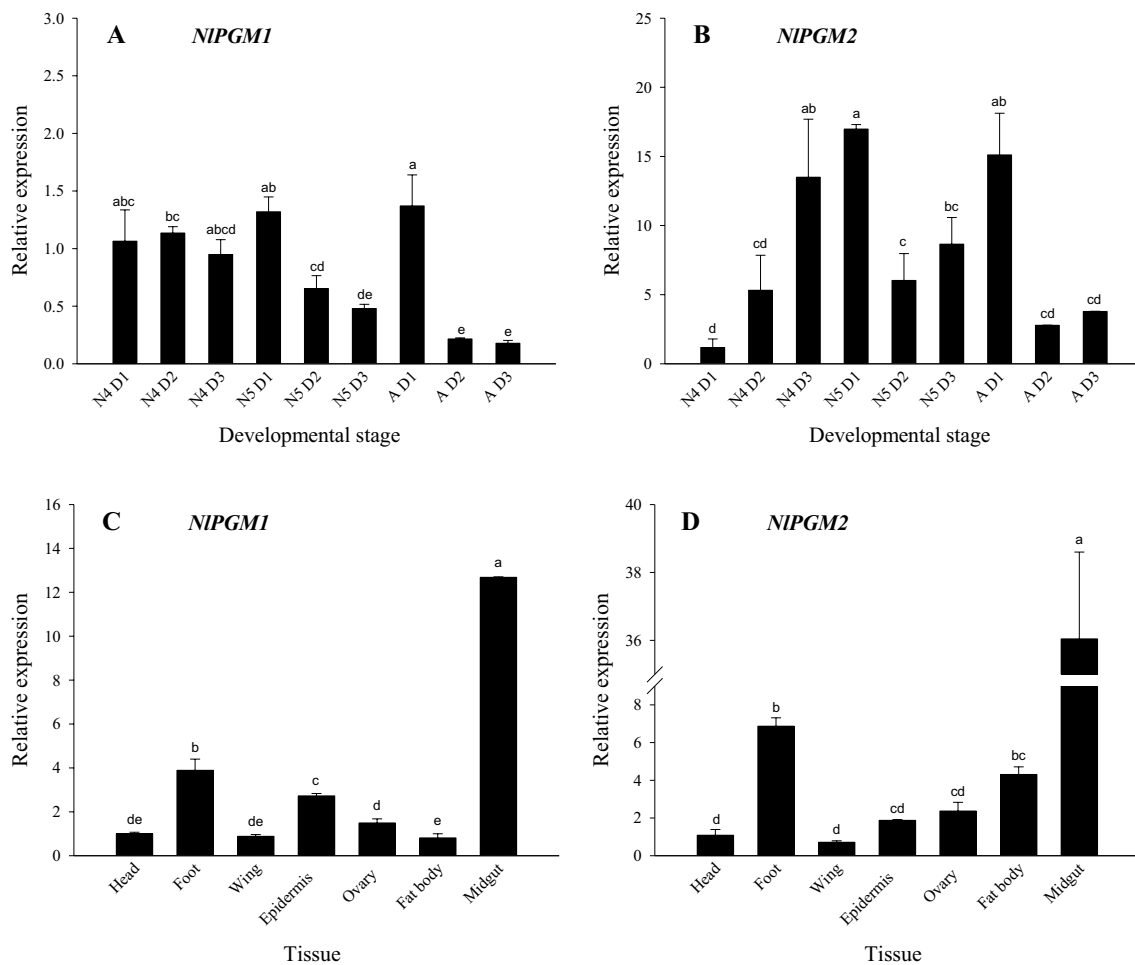 A NlPGM1
3.0
2.5
2.0
1.5
1.0
0.5
0.0
Relative expression
abc
bc
abcd
ab
cd
de
a
e
e
N4 D1
N4 D2
N4 D3
N5 D1
N5 D2
N5 D3
A D1
A D2
A D3
Developmental stage
B NlPGM2
25
20
15
10
5
0
Relative expression
d
cd
ab
a
c
bc
ab
cd
cd
N4 D1
N4 D2
N4 D3
N5 D1
N5 D2
N5 D3
A D1
A D2
A D3
Developmental stage
C NlPGM1
16
14
12
10
8
6
4
2
0
Relative expression
de
b
de
c
d
e
a
Head
Foot
Wing
Epidermis
Ovary
Fat body
Midgut
Tissue
D NlPGM2
40
38
36
8
6
4
2
0
Relative expression
d
b
d
cd
cd
bc
a
Head
Foot
Wing
Epidermis
Ovary
Fat body
Midgut
Tissue